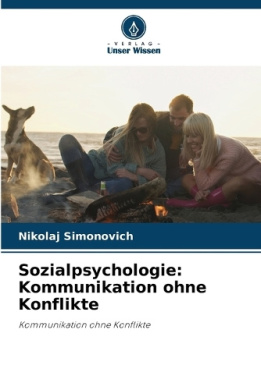 VERLAG
Unser Wissen
Nikolaj Simonovich
Sozialpsychologie:
Kommunikation ohne
Konflikte
Kommunikation ohne Konflikte